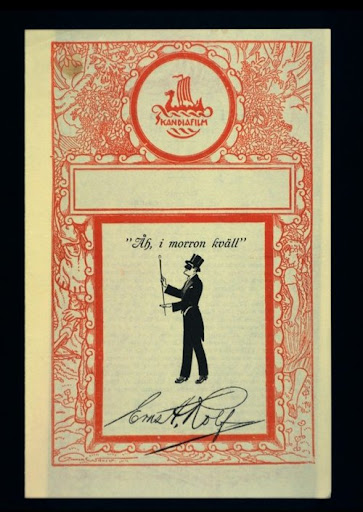 SKANDIAFILM
"Åh, i morron kväll"
Ernst Rolf